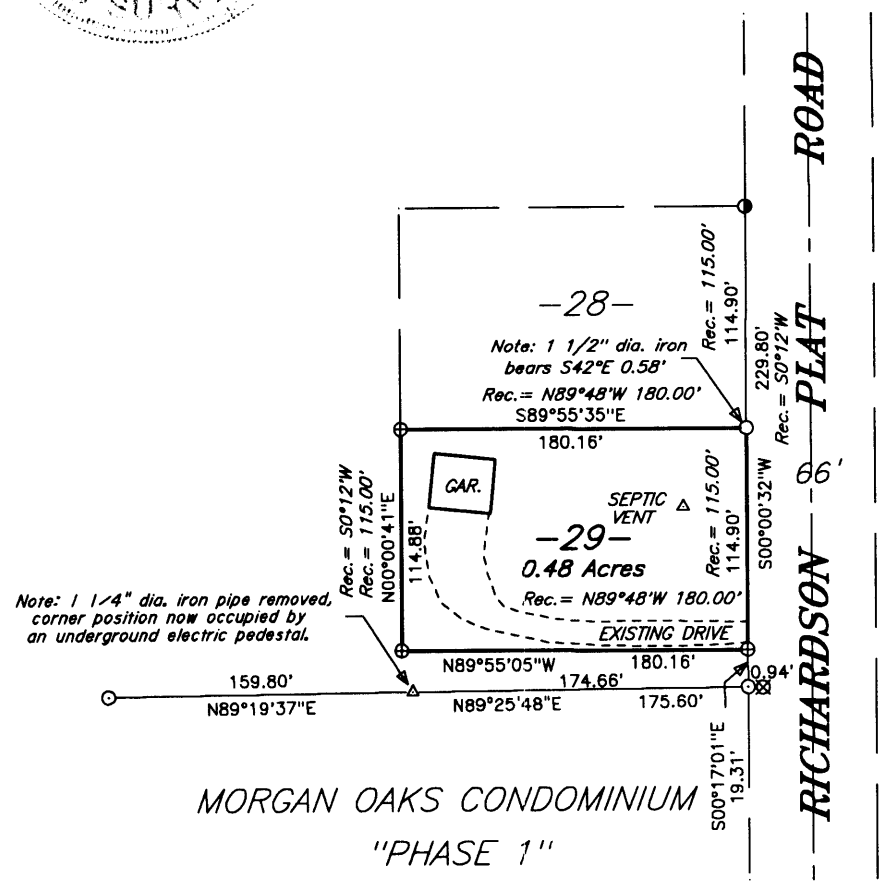 -28-
Note: 1 1/2" dia. iron
bears S42°E 0.58'
Rec.= N89°48'W 180.00'
S89°55'35"E
180.16'
Rec.= 115.00'
114.90'
229.80'
Rec.= S0°12'W
RICHARDSON PLAT ROAD
66'
GAR.
SEPTIC
VENT
-29-
0.48 Acres
Rec.= N89°48'W 180.00'
EXISTING DRIVE
Rec.= 115.00'
114.90'
S00°00'32"W
Rec.= S0°12'W
Rec.= 115.00'
N00°00'41"E
114.88'
Note: 1 1/4" dia. iron pipe removed,
corner position now occupied by
an underground electric pedestal.
N89°55'05"W
180.16'
0.94'
159.80'
N89°19'37"E
174.66'
N89°25'48"E
175.60'
S00°17'01"E
19.31'
MORGAN OAKS CONDOMINIUM
"PHASE 1"